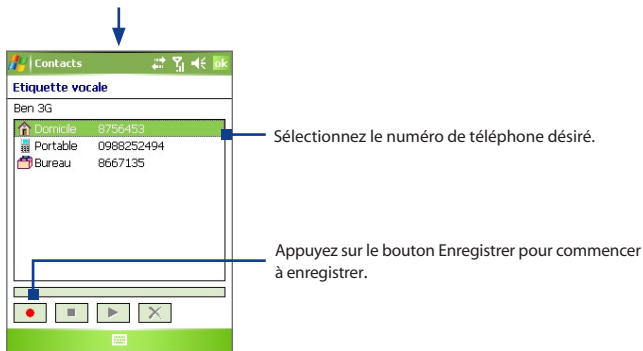 Contacts
ok
Etiquette vocale
Ben 3G
Domicile 8756453
Portable 0988252494
Bureau 8667135
Sélectionnez le numéro de téléphone désiré.
Appuyez sur le bouton Enregistrer pour commencer
à enregistrer.